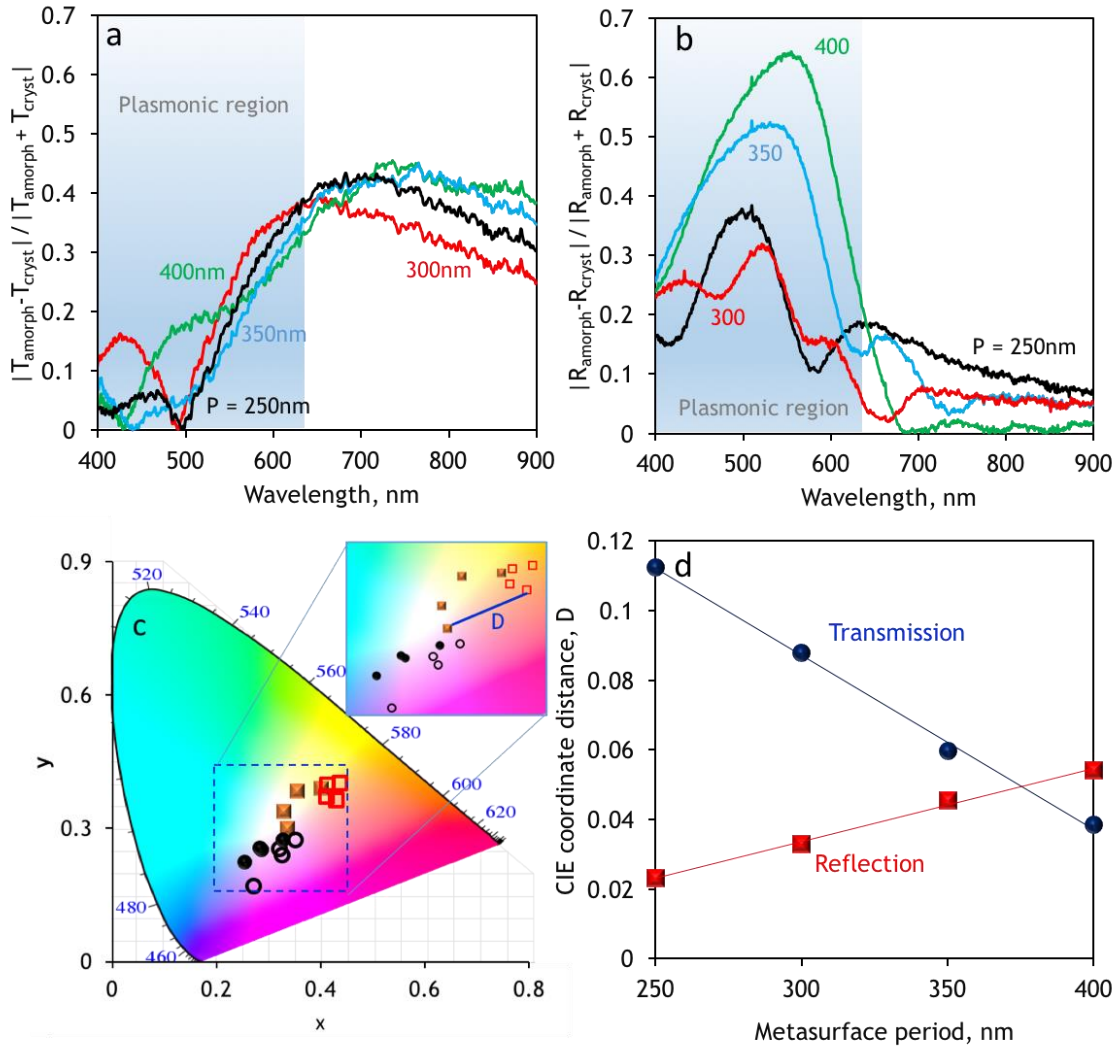 a
0.7
0.6
0.5
0.4
0.3
0.2
0.1
0
|Tamorph-Tcryst| / |Tamorph + Tcryst|
Plasmonic region
400nm
300nm
350nm
P = 250nm
400 500 600 700 800 900
Wavelength, nm
b
0.7
0.6
0.5
0.4
0.3
0.2
0.1
0
|Ramorph-Rcryst| / |Ramorph + Rcryst|
400
350
300
P = 250nm
Plasmonic region
400 500 600 700 800 900
Wavelength, nm
c
0.9
0.6
0.3
0
y
520
540
560
580
600
620
480
460
D
0 0.2 0.4 0.6 0.8
x
d
0.12
0.10
0.08
0.06
0.04
0.02
0
CIE coordinate distance, D
Transmission
Reflection
250 300 350 400
Metasurface period, nm